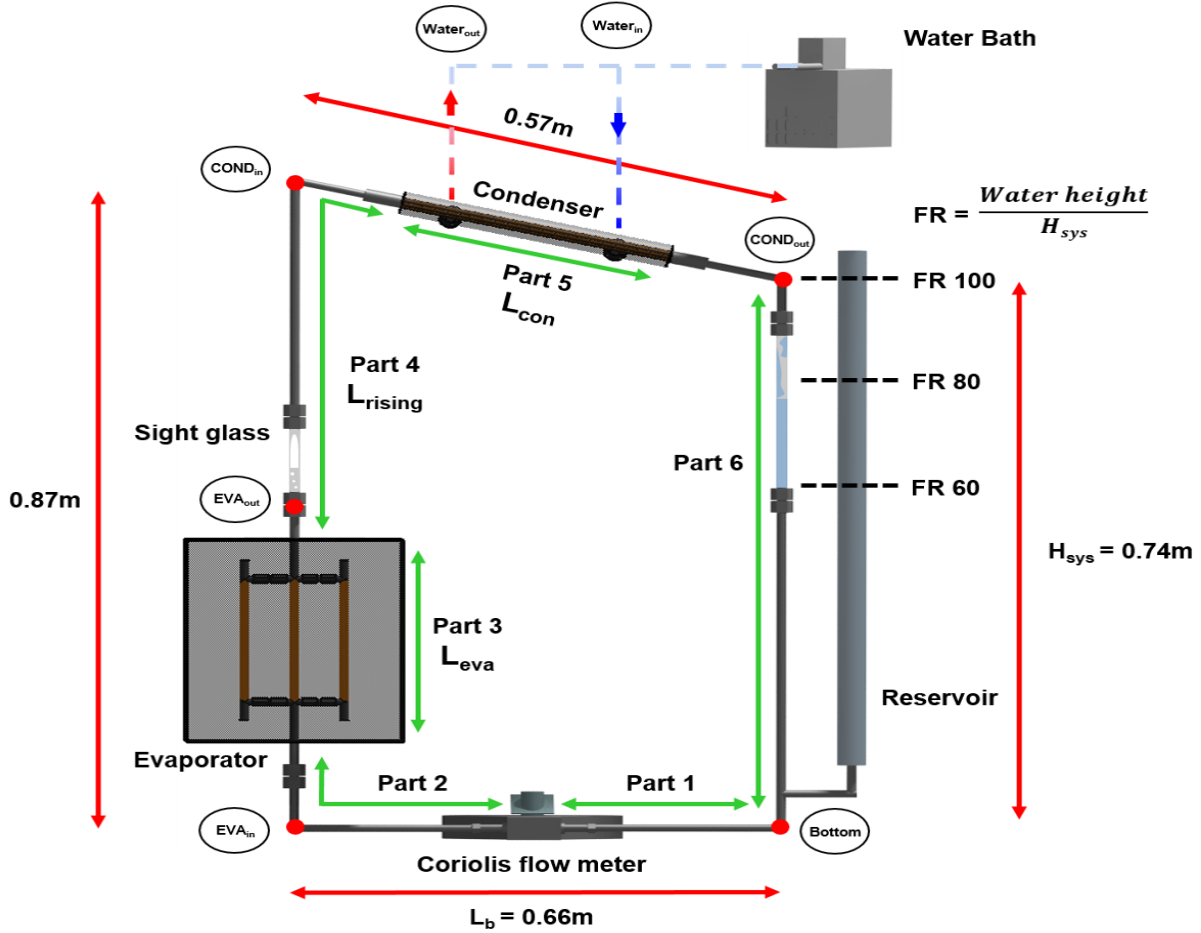 Water_out
Water_in
Water Bath
0.57m
COND_in
Condenser
COND_out
FR = Water height / H_sys
FR 100
Part 5
L_con
Part 4
L_rising
FR 80
Sight glass
Part 6
FR 60
EVA_out
0.87m
H_sys = 0.74m
Part 3
L_eva
Reservoir
Evaporator
Part 2
Part 1
EVA_in
Bottom
Coriolis flow meter
L_b = 0.66m